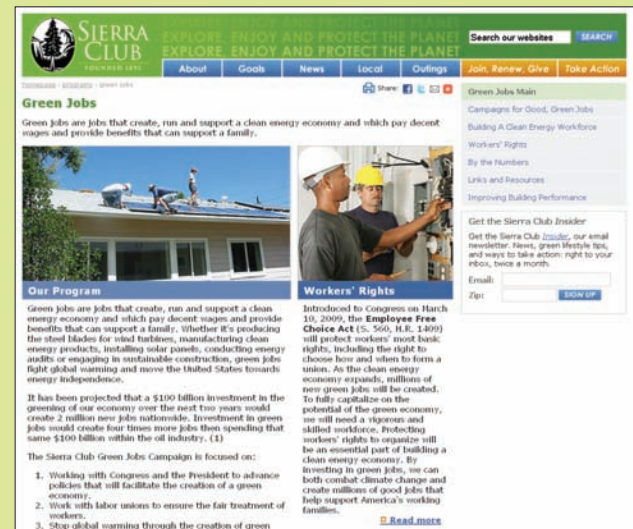 SIERRA
CLUB
FOUNDED 1892
EXPLORE, ENJOY AND PROTECT THE PLANET
EXPLORE, ENJOY AND PROTECT THE PLANET
EXPLORE, ENJOY AND PROTECT THE PLANET
Search our websites
SEARCH
About
Goals
News
Local
Outings
Join, Renew, Give
Take Action
homepage › programs › green jobs
Share:
Green Jobs
Green jobs are jobs that create, run and support a clean energy economy and which pay decent
wages and provide benefits that can support a family.
Our Program
Green jobs are jobs that create, run and support a clean
energy economy and which pay decent wages and provide
benefits that can support a family. Whether it's producing
the steel blades for wind turbines, manufacturing clean
energy products, installing solar panels, conducting energy
audits or engaging in sustainable construction, green jobs
fight global warming and move the United States towards
energy independence.
It has been projected that a $100 billion investment in the
greening of our economy over the next two years would
create 2 million new jobs nationwide. Investment in green
jobs would create four times more jobs then spending that
same $100 billion within the oil industry. (1)
The Sierra Club Green Jobs Campaign is focused on:
1. Working with Congress and the President to advance
policies that will facilitate the creation of a green
economy.
2. Work with labor unions to ensure the fair treatment of
workers.
3. Stop global warming through the creation of green
Workers' Rights
Introduced to Congress on March
10, 2009, the Employee Free
Choice Act (S. 560, H.R. 1409)
will protect workers' most basic
rights, including the right to
choose how and when to form a
union. As the clean energy
economy expands, millions of
new green jobs will be created.
To fully capitalize on the
potential of the green economy,
we will need a vigorous and
skilled workforce. Protecting
workers' rights to organize will
be an essential part of building a
clean energy economy. By
investing in green jobs, we can
both combat climate change and
create millions of good jobs that
help support America's working
families.
Read more
Green Jobs Main
Campaigns for Good, Green Jobs
Building A Clean Energy Workforce
Workers' Rights
By the Numbers
Links and Resources
Improving Building Performance
Get the Sierra Club Insider
Get the Sierra Club Insider, our email
newsletter. News, green lifestyle tips,
and ways to take action: right to your
inbox, twice a month.
Email:
Zip:
SIGN UP